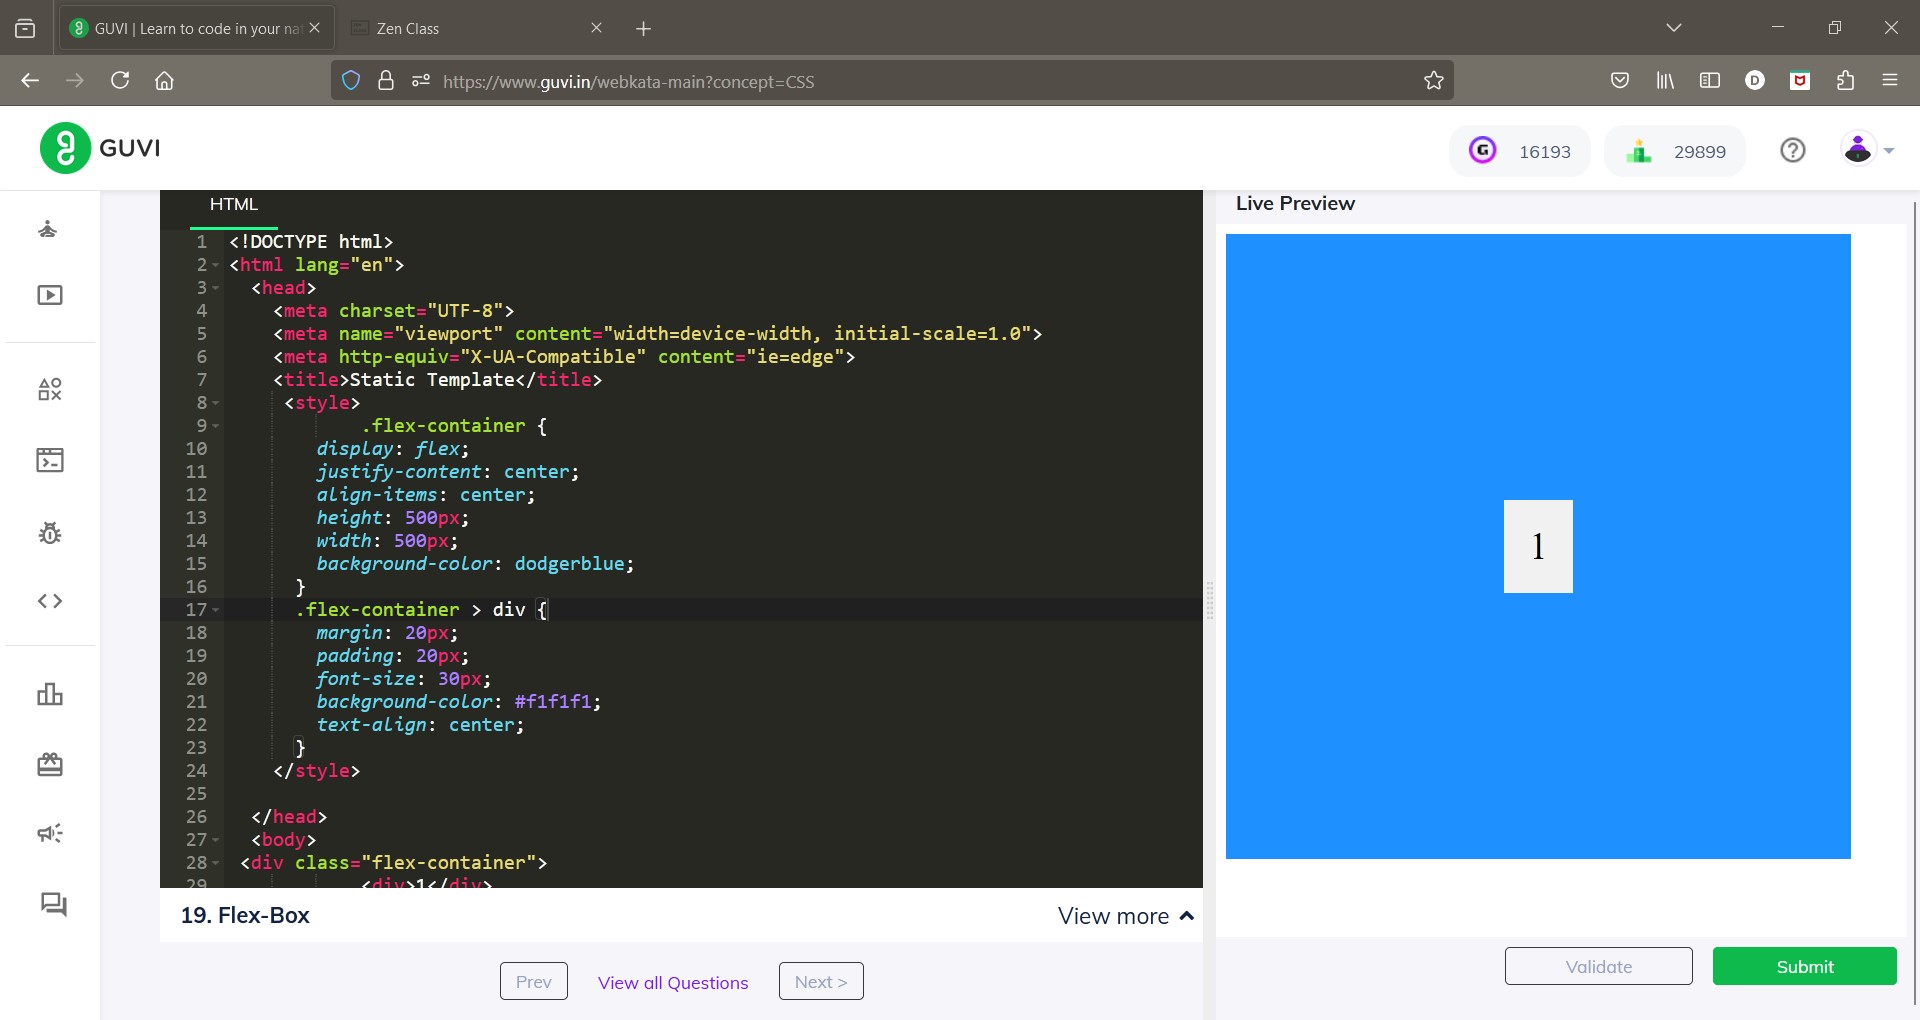 GUVI | Learn to code in your na
Zen Class
https://www.guvi.in/webkata-main?concept=CSS
D
GUVI
G 16193
29899
HTML
Live Preview
1 <!DOCTYPE html>
2 <html lang="en">
3 <head>
4 <meta charset="UTF-8">
5 <meta name="viewport" content="width=device-width, initial-scale=1.0">
6 <meta http-equiv="X-UA-Compatible" content="ie=edge">
7 <title>Static Template</title>
8 <style>
9 .flex-container {
10 display: flex;
11 justify-content: center;
12 align-items: center;
13 height: 500px;
14 width: 500px;
15 background-color: dodgerblue;
16 }
17 .flex-container > div {
18 margin: 20px;
19 padding: 20px;
20 font-size: 30px;
21 background-color: #f1f1f1;
22 text-align: center;
23 }
24 </style>
25
26 </head>
27 <body>
28 <div class="flex-container">
29 <div>1</div>
1
19. Flex-Box
View more
Prev
View all Questions
Next >
Validate
Submit